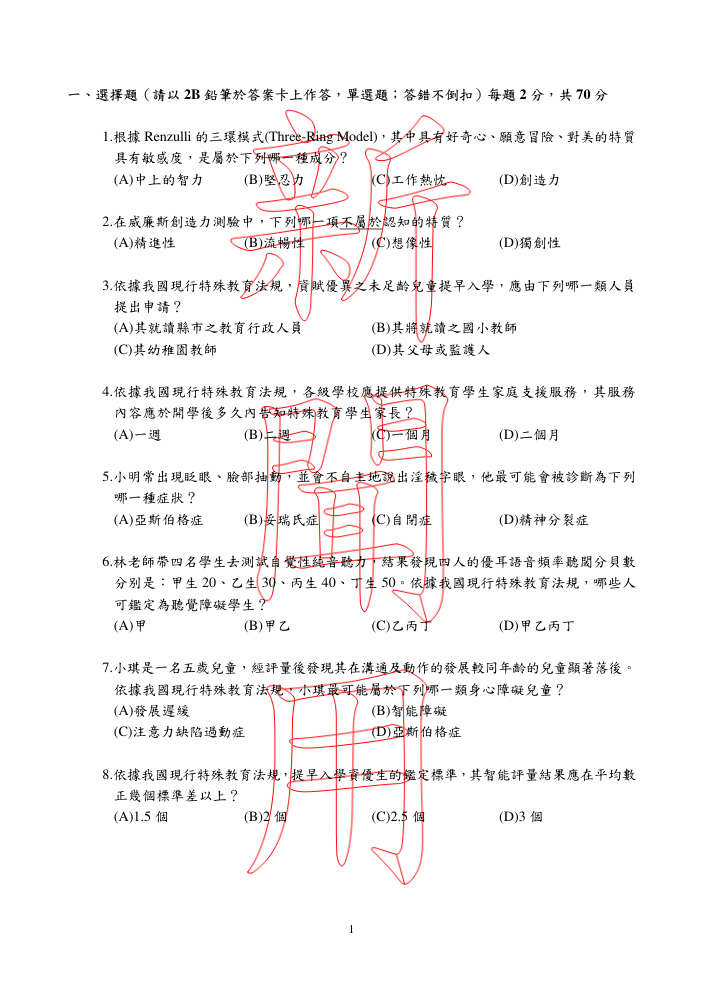 一、選擇題（請以 2B 鉛筆於答案卡上作答，單選題；答錯不倒扣）每題 2 分，共 70 分
1.根據 Renzulli 的三環模式(Three-Ring Model)，其中具有好奇心、願意冒險、對美的特質
具有敏感度，是屬於下列哪一種成分？
(A)中上的智力 (B)堅忍力 (C)工作熱忱 (D)創造力
2.在威廉斯創造力測驗中，下列哪一項不屬於認知的特質？
(A)精進性 (B)流暢性 (C)想像性 (D)獨創性
3.依據我國現行特殊教育法規，資賦優異之未足齡兒童提早入學，應由下列哪一類人員
提出申請？
(A)其就讀縣市之教育行政人員 (B)其將就讀之國小教師
(C)其幼稚園教師 (D)其父母或監護人
4.依據我國現行特殊教育法規，各級學校應提供特殊教育學生家庭支援服務，其服務
內容應於開學後多久內告知特殊教育學生家長？
(A)一週 (B)二週 (C)一個月 (D)二個月
5.小明常出現眨眼、臉部抽動，並會不自主地說出淫穢字眼，他最可能會被診斷為下列
哪一種症狀？
(A)亞斯伯格症 (B)妥瑞氏症 (C)自閉症 (D)精神分裂症
6.林老師帶四名學生去測試自覺性純音聽力，結果發現四人的優耳語音頻率聽閾分貝數
分別是：甲生 20、乙生 30、丙生 40、丁生 50。依據我國現行特殊教育法規，哪些人
可鑑定為聽覺障礙學生？
(A)甲 (B)甲乙 (C)乙丙丁 (D)甲乙丙丁
7.小琪是一名五歲兒童，經評量後發現其在溝通及動作的發展較同年齡的兒童顯著落後。
依據我國現行特殊教育法規，小琪最可能屬於下列哪一類身心障礙兒童？
(A)發展遲緩 (B)智能障礙
(C)注意力缺陷過動症 (D)亞斯伯格症
8.依據我國現行特殊教育法規，提早入學資優生的鑑定標準，其智能評量結果應在平均數
正幾個標準差以上？
(A)1.5 個 (B)2 個 (C)2.5 個 (D)3 個
1